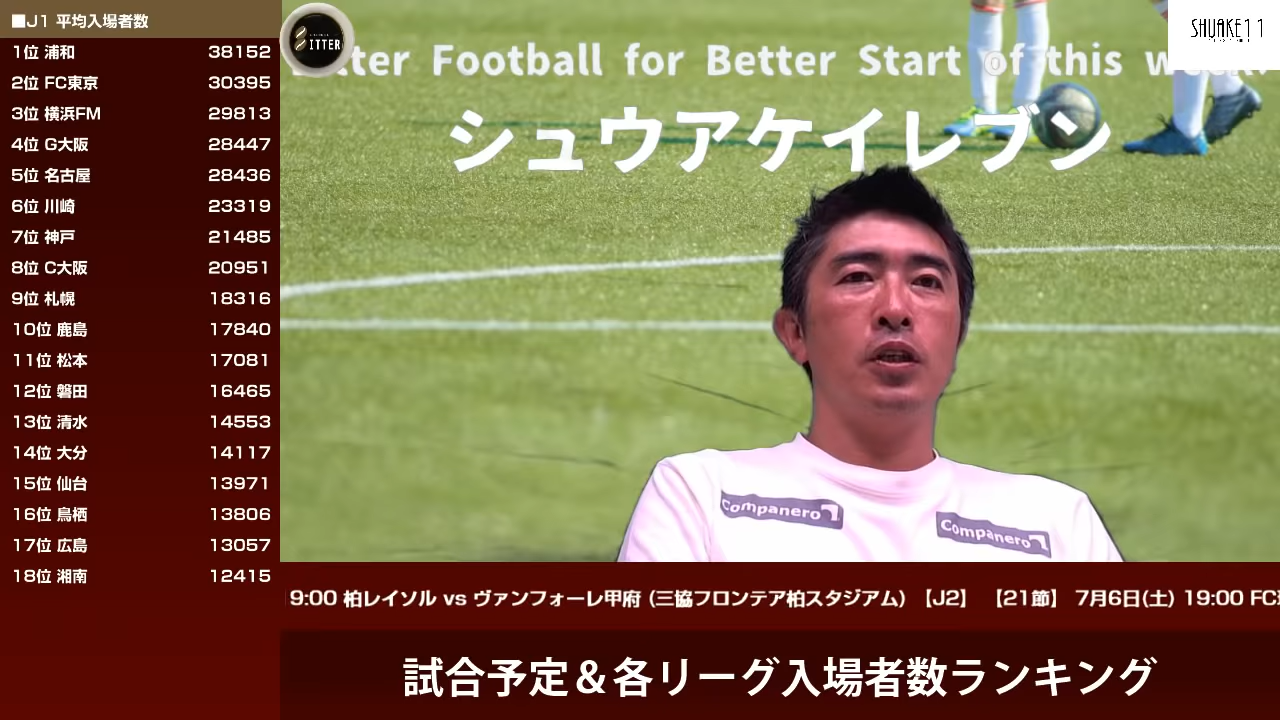 ■J1 平均入場者数
1位 浦和 38152
2位 FC東京 30395
3位 横浜FM 29813
4位 G大阪 28447
5位 名古屋 28436
6位 川崎 23319
7位 神戸 21485
8位 C大阪 20951
9位 札幌 18316
10位 鹿島 17840
11位 松本 17081
12位 磐田 16465
13位 清水 14553
14位 大分 14117
15位 仙台 13971
16位 鳥栖 13806
17位 広島 13057
18位 湘南 12415
ITTER
SHUAKE11
tter Football for Better Start of this week
シュウアケイレブン
Companero
Companero
9:00 柏レイソル vs ヴァンフォーレ甲府 (三協フロンテア柏スタジアム) 【J2】 【21節】 7月6日(土) 19:00 FC
試合予定＆各リーグ入場者数ランキング